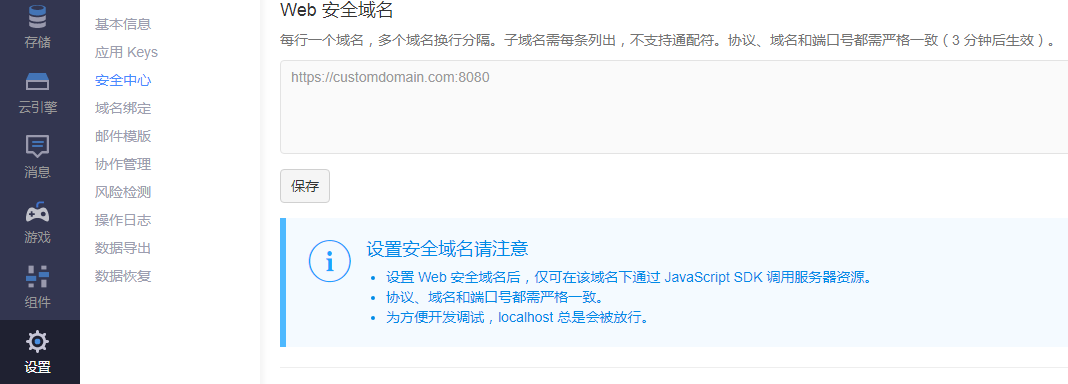 存储
云引擎
消息
游戏
组件
设置
基本信息
应用 Keys
安全中心
域名绑定
邮件模版
协作管理
风险检测
操作日志
数据导出
数据恢复
Web 安全域名
每行一个域名，多个域名换行分隔。子域名需每条列出，不支持通配符。协议、域名和端口号都需严格一致（3 分钟后生效）。
https://customdomain.com:8080
保存
设置安全域名请注意
• 设置 Web 安全域名后，仅可在该域名下通过 JavaScript SDK 调用服务器资源。
• 协议、域名和端口号都需严格一致。
• 为方便开发调试，localhost 总是会被放行。